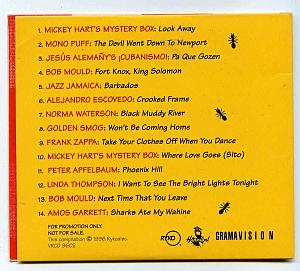 1. MICKEY HART'S MYSTERY BOX: Look Away
2. MONO PUFF: The Devil Went Down To Newport
3. JESÚS ALEMAÑY'S ¡CUBANISMO!: Pa Que Gozen
4. BOB MOULD: Fort Knox, King Solomon
5. JAZZ JAMAICA: Barbados
6. ALEJANDRO ESCOVEDO: Crooked Frame
7. NORMA WATERSON: Black Muddy River
8. GOLDEN SMOG: Won't Be Coming Home
9. FRANK ZAPPA: Take Your Clothes Off When You Dance
10. MICKEY HART'S MYSTERY BOX: Where Love Goes (Sito)
11. PETER APFELBAUM: Phoenix Hill
12. LINDA THOMPSON: I Want To See The Bright Lights Tonight
13. BOB MOULD: Next Time That You Leave
14. AMOS GARRETT: Sharks Ate My Wahine
FOR PROMOTION ONLY.
NOT FOR SALE.
This compilation © 1996 Rykodisc.
VRCD 9602
RYKO
GRAMAVISION